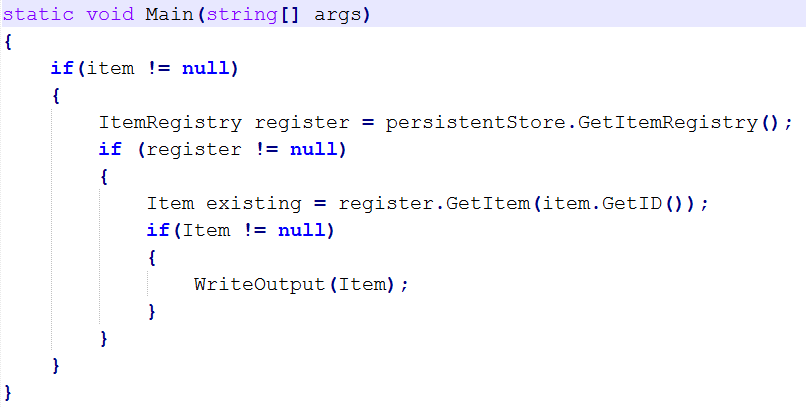 static void Main(string[] args)
{
    if(item != null)
    {
        ItemRegistry register = persistentStore.GetItemRegistry();
        if (register != null)
        {
            Item existing = register.GetItem(item.GetID());
            if(Item != null)
            {
                WriteOutput(Item);
            }
        }
    }
}